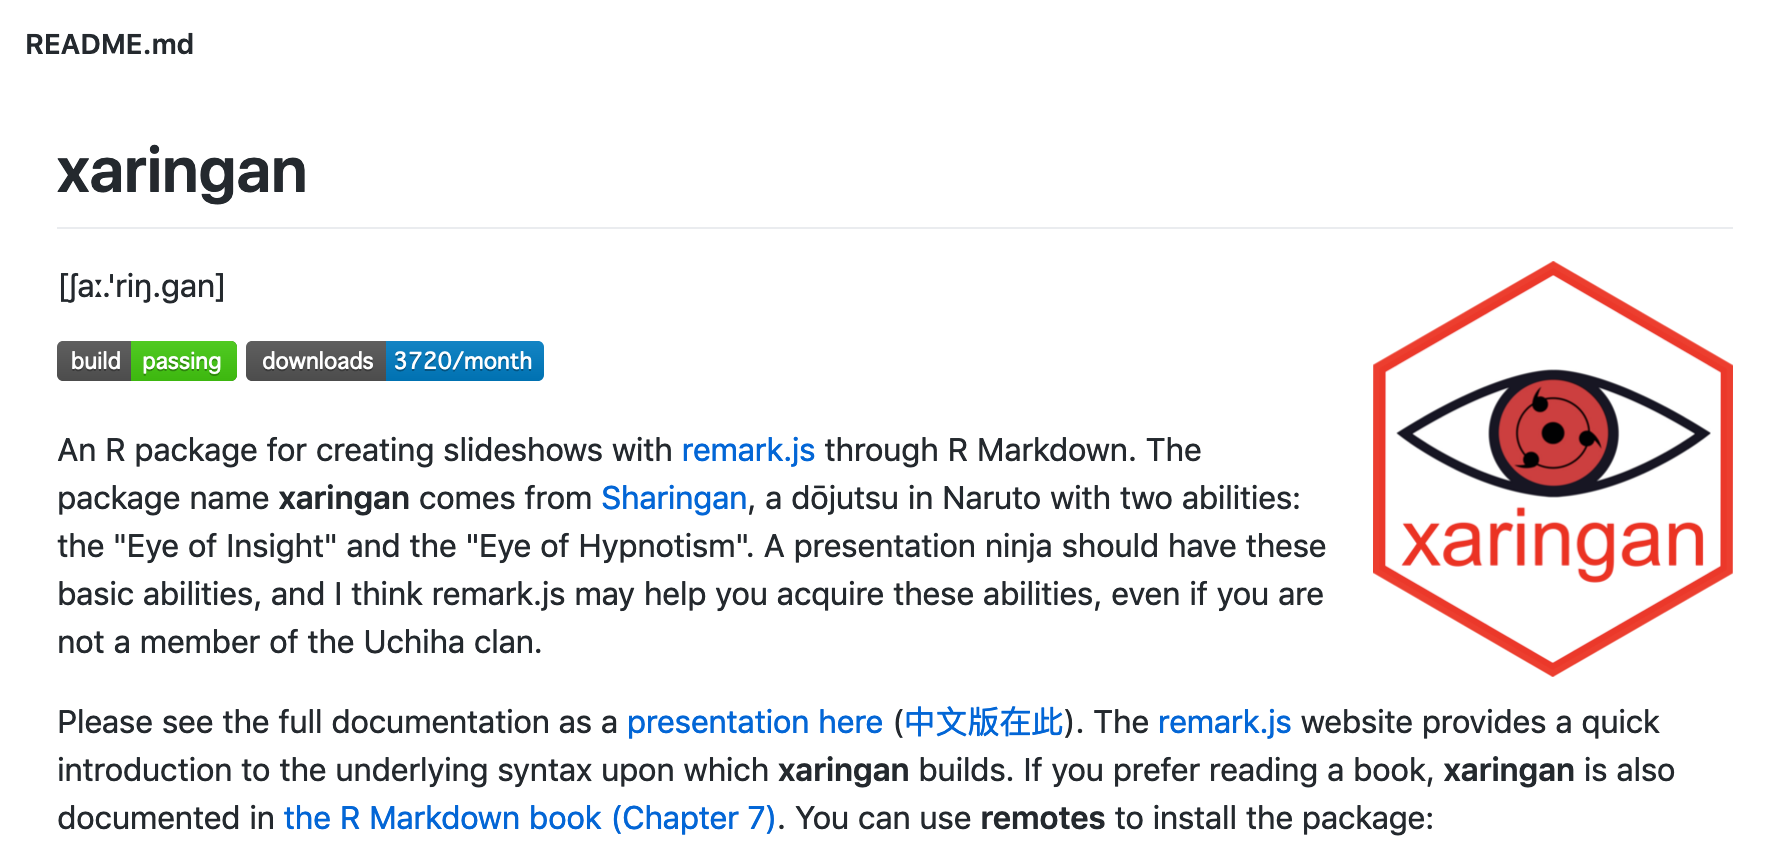 README.md
xaringan
[ʃaː.'riŋ.gan]
build passing downloads 3720/month
An R package for creating slideshows with remark.js through R Markdown. The
package name xaringan comes from Sharingan, a dōjutsu in Naruto with two abilities:
the "Eye of Insight" and the "Eye of Hypnotism". A presentation ninja should have these
basic abilities, and I think remark.js may help you acquire these abilities, even if you are
not a member of the Uchiha clan.
xaringan
Please see the full documentation as a presentation here (中文版在此). The remark.js website provides a quick
introduction to the underlying syntax upon which xaringan builds. If you prefer reading a book, xaringan is also
documented in the R Markdown book (Chapter 7). You can use remotes to install the package: